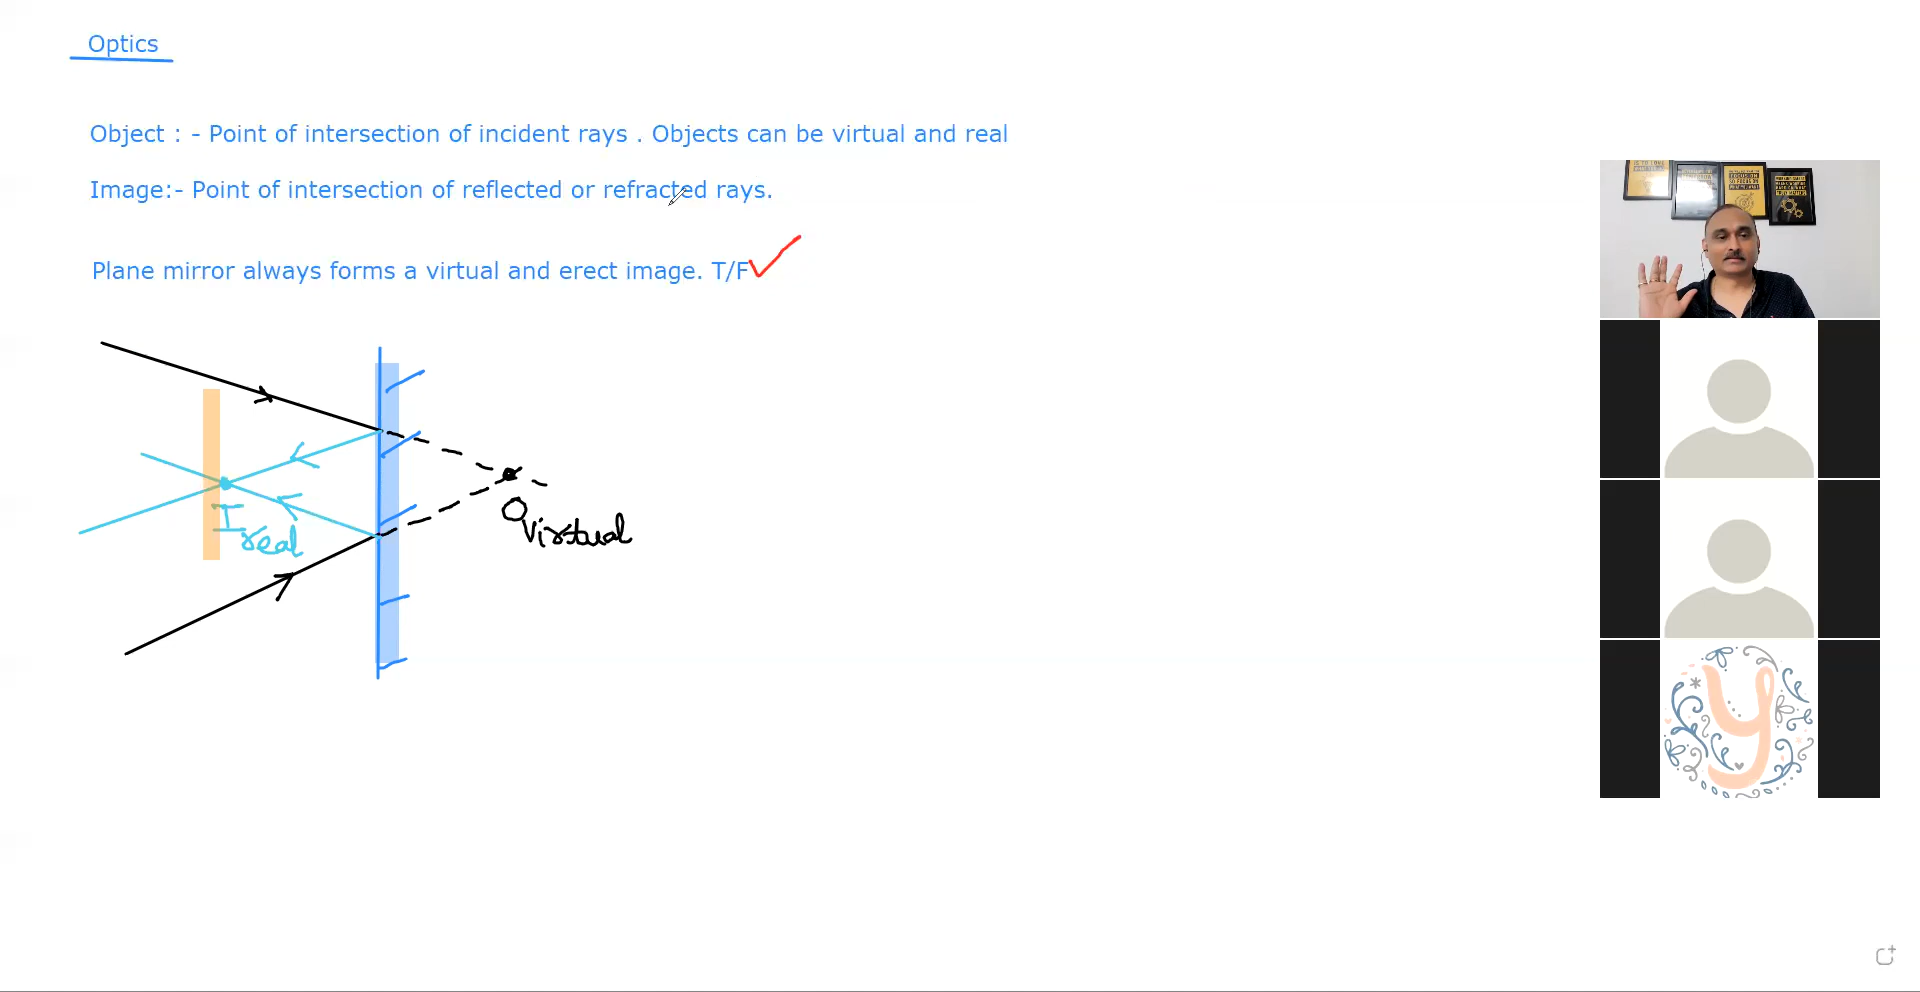 Optics
Object : - Point of intersection of incident rays . Objects can be virtual and real
Image:- Point of intersection of reflected or refracted rays.
Plane mirror always forms a virtual and erect image. T/F
I real
O Virtual
y